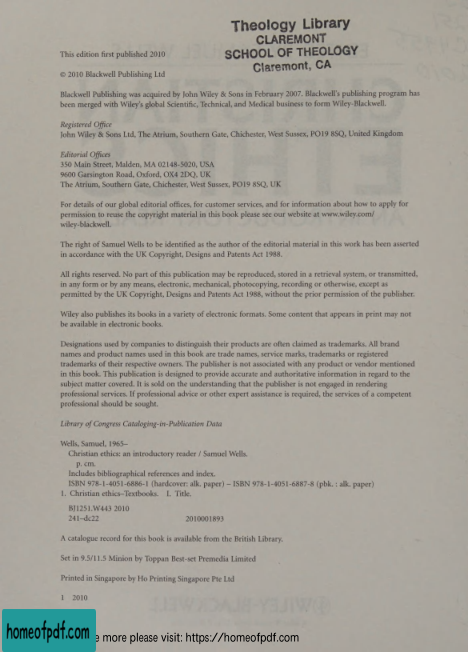 Theology Library
CLAREMONT
SCHOOL OF THEOLOGY
Claremont, CA
This edition first published 2010
© 2010 Blackwell Publishing Ltd
Blackwell Publishing was acquired by John Wiley & Sons in February 2007. Blackwell's publishing program has
been merged with Wiley's global Scientific, Technical, and Medical business to form Wiley-Blackwell.
Registered Office
John Wiley & Sons Ltd, The Atrium, Southern Gate, Chichester, West Sussex, PO19 8SQ, United Kingdom
Editorial Offices
350 Main Street, Malden, MA 02148-5020, USA
9600 Garsington Road, Oxford, OX4 2DQ, UK
The Atrium, Southern Gate, Chichester, West Sussex, PO19 8SQ, UK
For details of our global editorial offices, for customer services, and for information about how to apply for
permission to reuse the copyright material in this book please see our website at www.wiley.com/
wiley-blackwell.
The right of Samuel Wells to be identified as the author of the editorial material in this work has been asserted
in accordance with the UK Copyright, Designs and Patents Act 1988.
All rights reserved. No part of this publication may be reproduced, stored in a retrieval system, or transmitted,
in any form or by any means, electronic, mechanical, photocopying, recording or otherwise, except as
permitted by the UK Copyright, Designs and Patents Act 1988, without the prior permission of the publisher.
Wiley also publishes its books in a variety of electronic formats. Some content that appears in print may not
be available in electronic books.
Designations used by companies to distinguish their products are often claimed as trademarks. All brand
names and product names used in this book are trade names, service marks, trademarks or registered
trademarks of their respective owners. The publisher is not associated with any product or vendor mentioned
in this book. This publication is designed to provide accurate and authoritative information in regard to the
subject matter covered. It is sold on the understanding that the publisher is not engaged in rendering
professional services. If professional advice or other expert assistance is required, the services of a competent
professional should be sought.
Library of Congress Cataloging-in-Publication Data
Wells, Samuel, 1965–
Christian ethics: an introductory reader / Samuel Wells.
p. cm.
Includes bibliographical references and index.
ISBN 978-1-4051-6886-1 (hardcover: alk. paper) – ISBN 978-1-4051-6887-8 (pbk. : alk. paper)
1. Christian ethics–Textbooks. I. Title.
BJ1251.W443 2010
241–dc22
2010001893
A catalogue record for this book is available from the British Library.
Set in 9.5/11.5 Minion by Toppan Best-set Premedia Limited
Printed in Singapore by Ho Printing Singapore Pte Ltd
1 2010
homeofpdf.com
e more please visit: https://homeofpdf.com